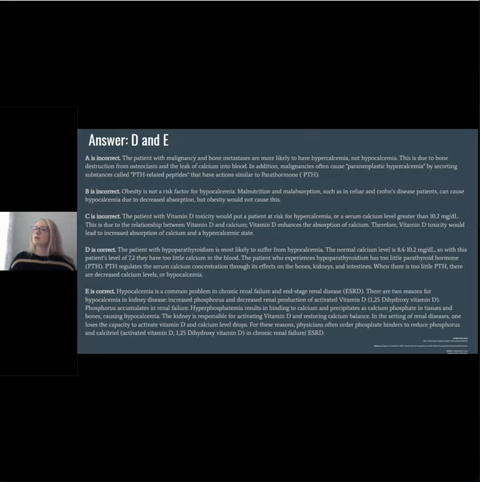 Answer: D and E
A is incorrect. The patient with malignancy and bone metastases are more likely to have hypercalcemia, not hypocalcemia. This is due to bone
destruction from osteoclasts and the leak of calcium into blood. In addition, malignancies often cause "paraneoplastic hypercalcemia" by secreting
substances called "PTH-related peptides" that have actions similar to Parathormone ( PTH).
B is incorrect. Obesity is not a risk factor for hypocalcemia. Malnutrition and malabsorption, such as in celiac and crohn's disease patients, can cause
hypocalcemia due to decreased absorption, but obesity would not cause this.
C is incorrect. The patient with Vitamin D toxicity would put a patient at risk for hypercalcemia, or a serum calcium level greater than 10.2 mg/dL.
This is due to the relationship between Vitamin D and calcium; Vitamin D enhances the absorption of calcium. Therefore, Vitamin D toxicity would
lead to increased absorption of calcium and a hypercalcemic state.
D is correct. The patient with hypoparathyroidism is most likely to suffer from hypocalcemia. The normal calcium level is 8.4-10.2 mg/dL, so with this
patient's level of 7.2 they have too little calcium in the blood. The patient who experiences hypoparathyroidism has too little parathyroid hormone
(PTH). PTH regulates the serum calcium concentration through its effects on the bones, kidneys, and intestines. When there is too little PTH, there
are decreased calcium levels, or hypocalcemia.
E is correct. Hypocalcemia is a common problem in chronic renal failure and end-stage renal disease (ESRD). There are two reasons for
hypocalcemia in kidney disease: increased phosphorus and decreased renal production of activated Vitamin D (1,25 Dihydroxy vitamin D).
Phosphorus accumulates in renal failure. Hyperphosphatemia results in binding to calcium and precipitates as calcium phosphate in tissues and
bones, causing hypocalcemia. The kidney is responsible for activating Vitamin D and restoring calcium balance. In the setting of renal diseases, one
loses the capacity to activate vitamin D and calcium level drops. For these reasons, physicians often order phosphate binders to reduce phosphorus
and calcitriol (activated vitamin D, 1,25 Dihydroxy vitamin D) in chronic renal failure/ ESRD.